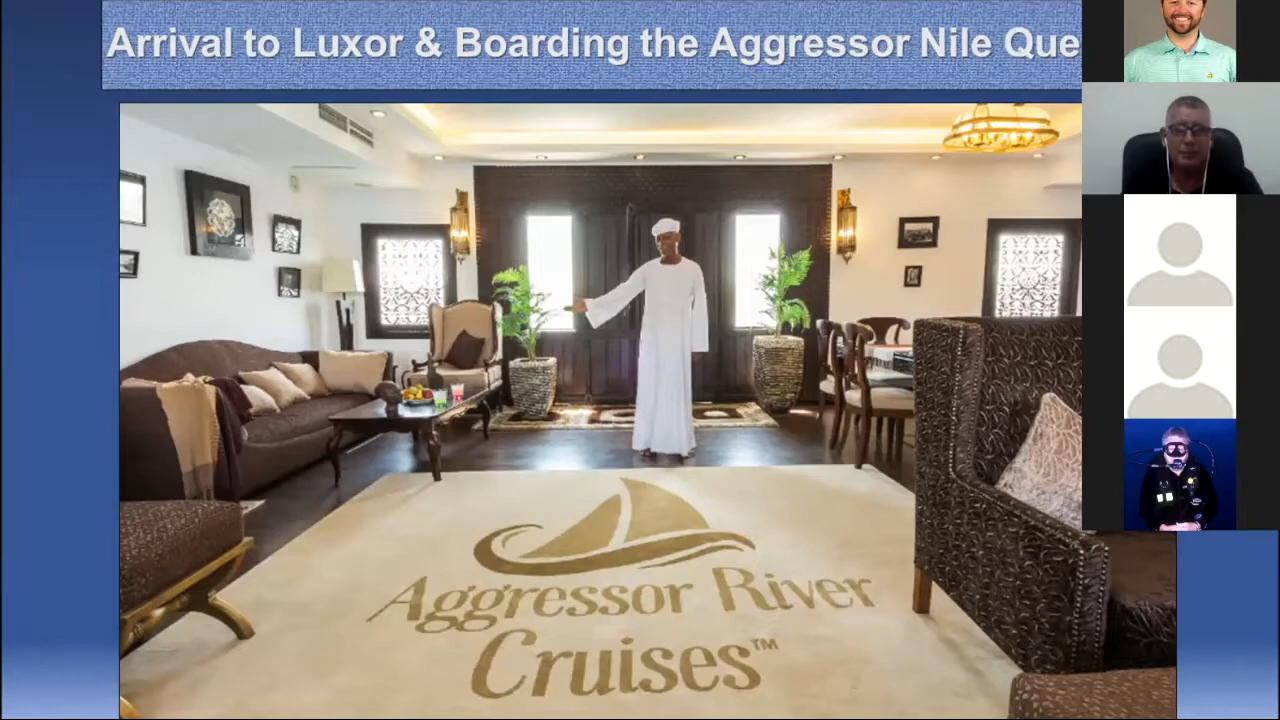 Arrival to Luxor & Boarding the Aggressor Nile Que
Aggressor River
Cruises™